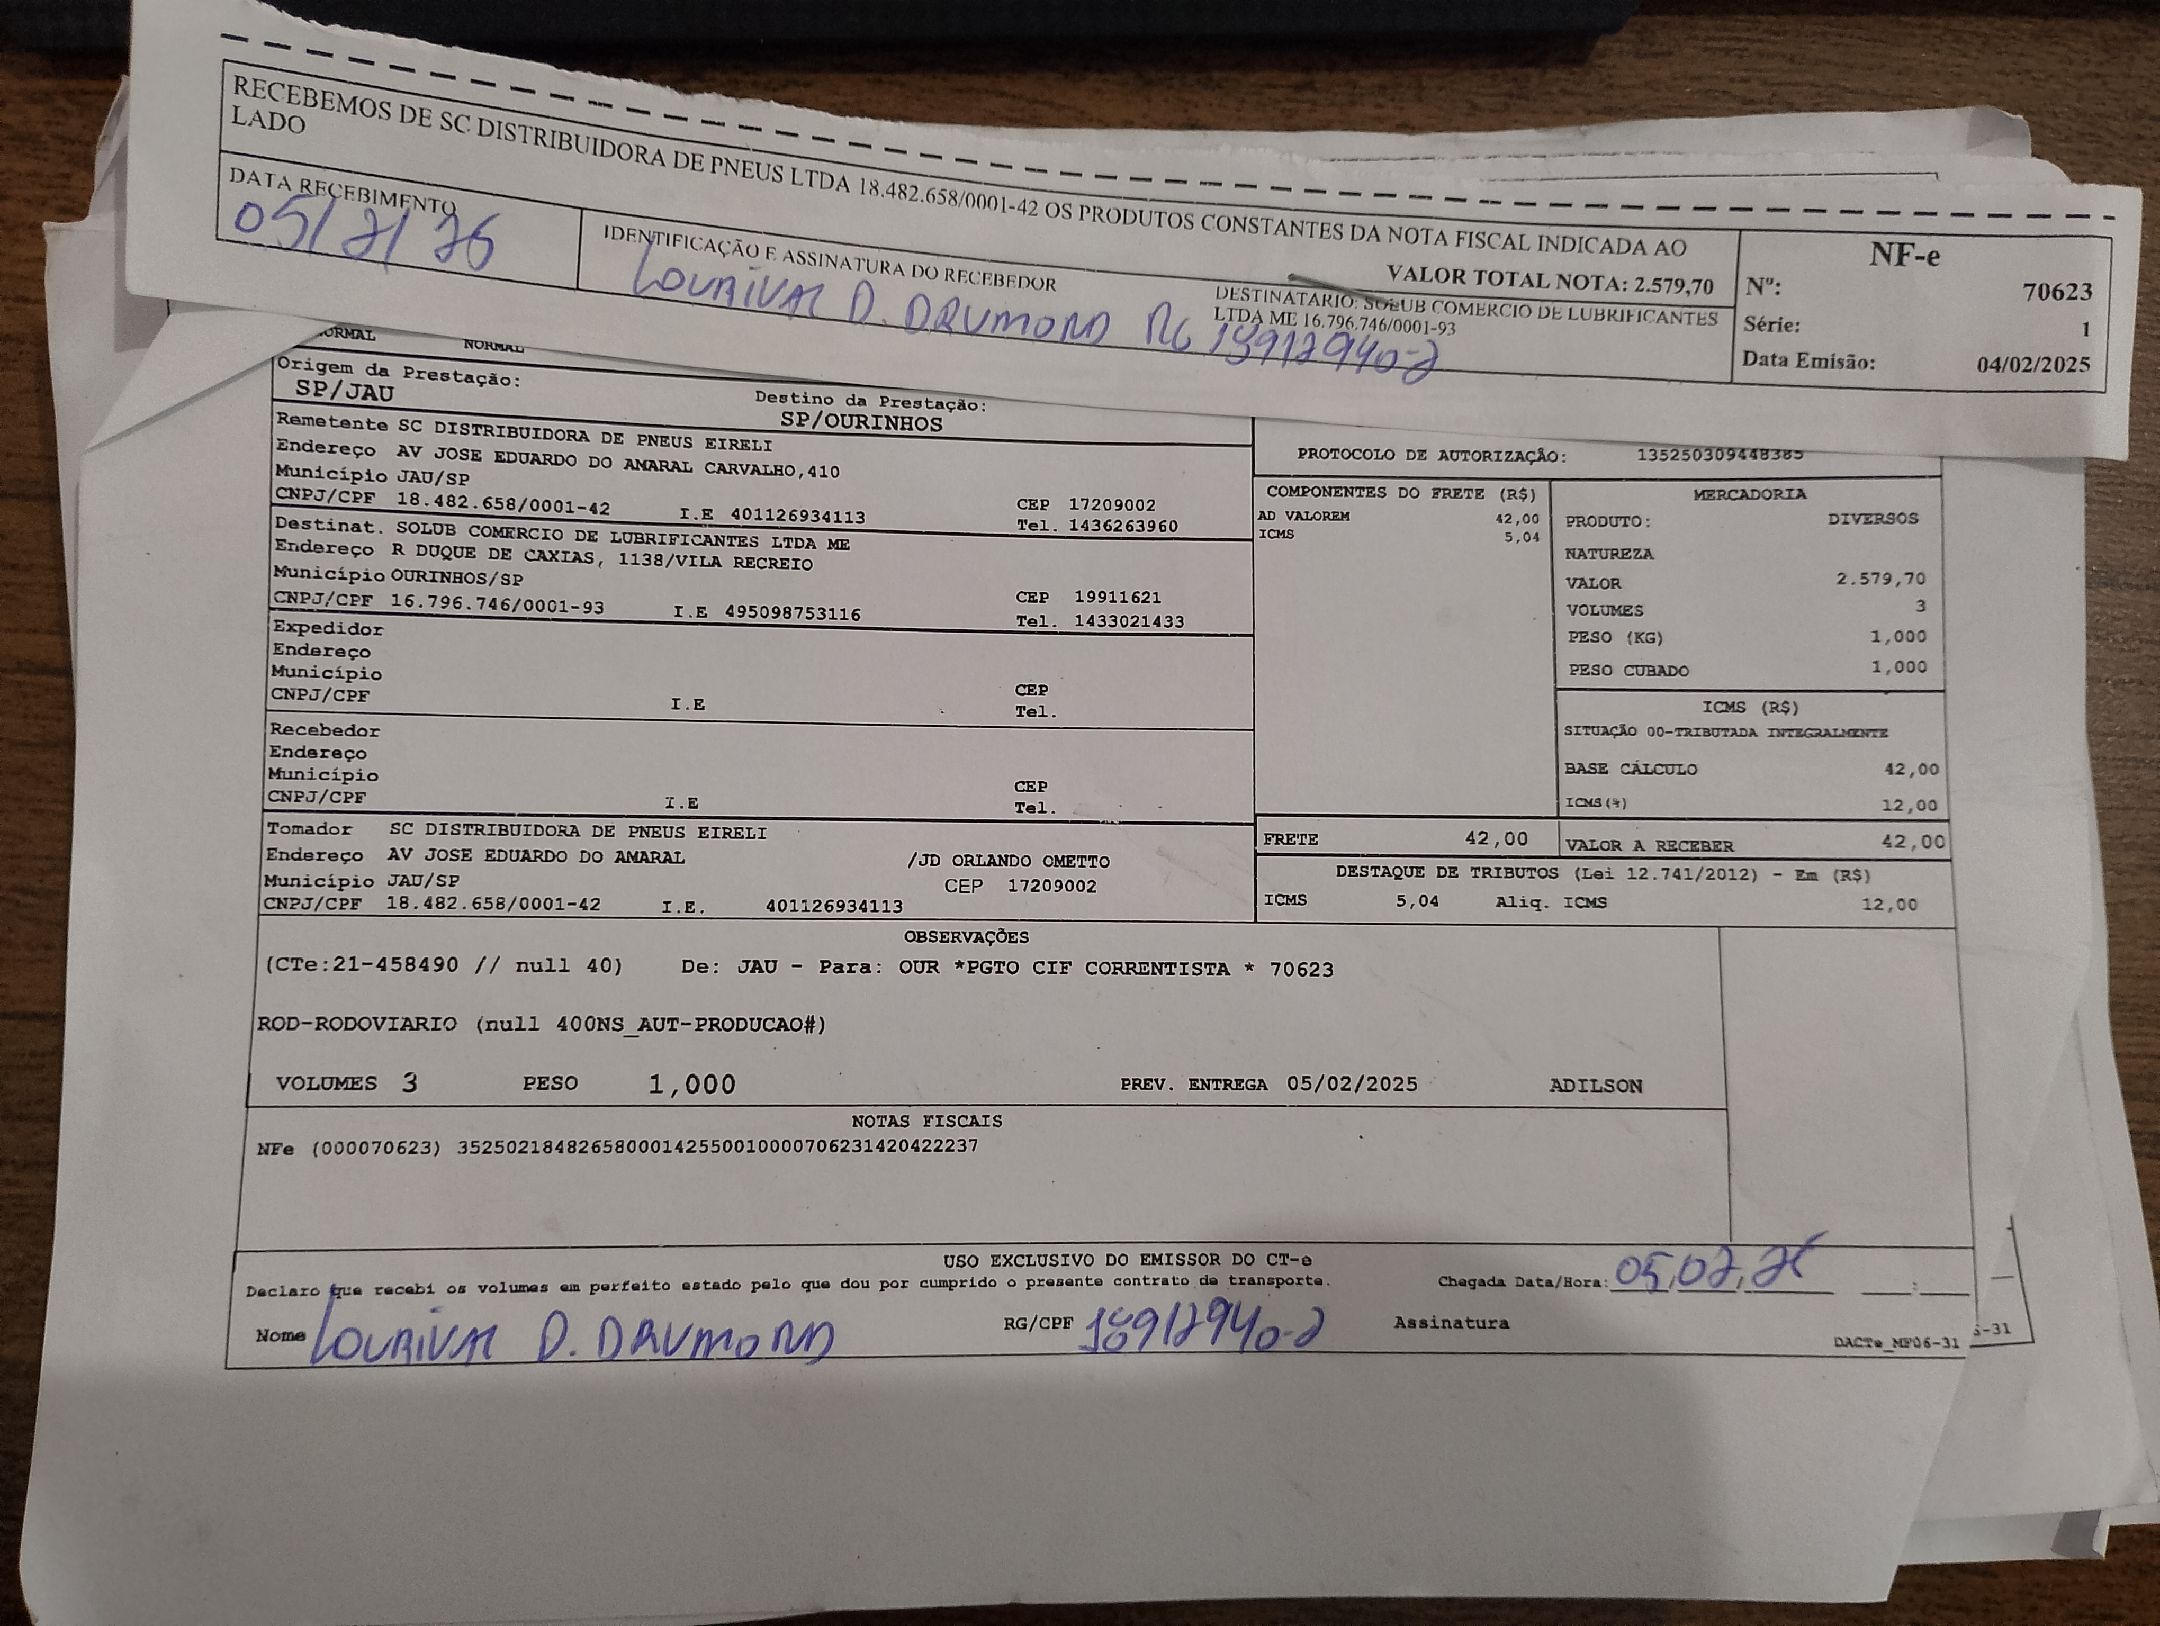 RECEBEMOS DE SC DISTRIBUIDORA DE PNEUS LTDA 18.482.658/0001-42 OS PRODUTOS CONSTANTES DA NOTA FISCAL INDICADA AO
LADO
VALOR TOTAL NOTA: 2.579,70
DATA RECEBIMENTO
IDENTIFICAÇÃO E ASSINATURA DO RECEBEDOR
DESTINATARIO: SOLUB COMERCIO DE LUBRIFICANTES
LTDA ME 16.796.746/0001-93
LOURIVAL D. DRUMOND RG 18912940-2
NF-e
Nº: 70623
Série: 1
Data Emissão: 04/02/2025
NORMAL
Origem da Prestação:
SP/JAU
Destino da Prestação:
SP/OURINHOS
Remetente SC DISTRIBUIDORA DE PNEUS EIRELI
Endereço AV JOSE EDUARDO DO AMARAL CARVALHO,410
Município JAU/SP
CEP 17209002
CNPJ/CPF 18.482.658/0001-42 I.E 401126934113 Tel. 1436263960
Destinat. SOLUB COMERCIO DE LUBRIFICANTES LTDA ME
Endereço R DUQUE DE CAXIAS, 1138/VILA RECREIO
Município OURINHOS/SP
CEP 19911621
CNPJ/CPF 16.796.746/0001-93 I.E 495098753116 Tel. 1433021433
Expedidor
Endereço
Município
CEP
CNPJ/CPF I.E Tel.
Recebedor
Endereço
Município
CEP
CNPJ/CPF I.E Tel.
Tomador SC DISTRIBUIDORA DE PNEUS EIRELI
Endereço AV JOSE EDUARDO DO AMARAL /JD ORLANDO OMETTO
Município JAU/SP CEP 17209002
CNPJ/CPF 18.482.658/0001-42 I.E. 401126934113
PROTOCOLO DE AUTORIZAÇÃO: 135250309448385
COMPONENTES DO FRETE (R$)
AD VALOREM 42,00
ICMS 5,04
MERCADORIA
PRODUTO: DIVERSOS
NATUREZA
VALOR 2.579,70
VOLUMES 3
PESO (KG) 1,000
PESO CUBADO 1,000
ICMS (R$)
SITUAÇÃO 00-TRIBUTADA INTEGRALMENTE
BASE CÁLCULO 42,00
ICMS(%) 12,00
FRETE 42,00 VALOR A RECEBER 42,00
DESTAQUE DE TRIBUTOS (Lei 12.741/2012) - Em (R$)
ICMS 5,04 Aliq. ICMS 12,00
OBSERVAÇÕES
(CTe:21-458490 // null 40) De: JAU - Para: OUR *PGTO CIF CORRENTISTA * 70623
ROD-RODOVIARIO (null 400NS_AUT-PRODUCAO#)
VOLUMES 3 PESO 1,000 PREV. ENTREGA 05/02/2025 ADILSON
NOTAS FISCAIS
NFe (000070623) 35250218482658000142550010000706231420422237
USO EXCLUSIVO DO EMISSOR DO CT-e
Declaro que recebi os volumes em perfeito estado pelo que dou por cumprido o presente contrato de transporte.
Chegada Data/Hora:
Nome LOURIVAL D. DRUMOND RG/CPF 18912940-2 Assinatura
DACTe_MF06-31